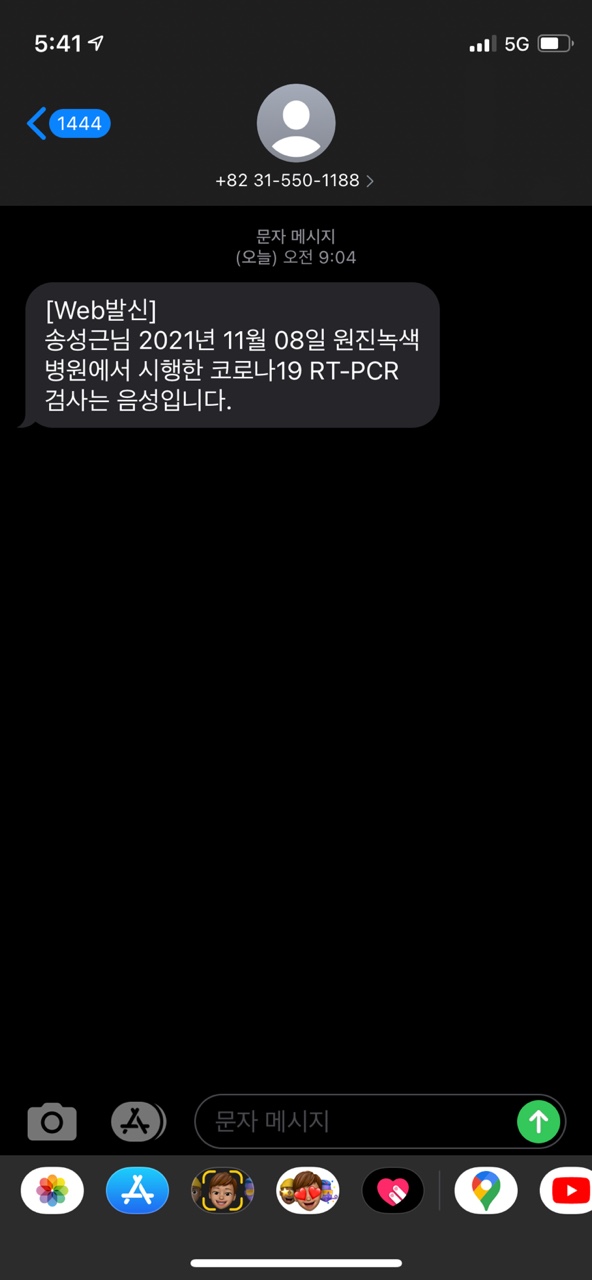 5:41
5G
1444
+82 31-550-1188
문자 메시지
(오늘) 오전 9:04
[Web발신]
송성근님 2021년 11월 08일 원진녹색
병원에서 시행한 코로나19 RT-PCR
검사는 음성입니다.
문자 메시지